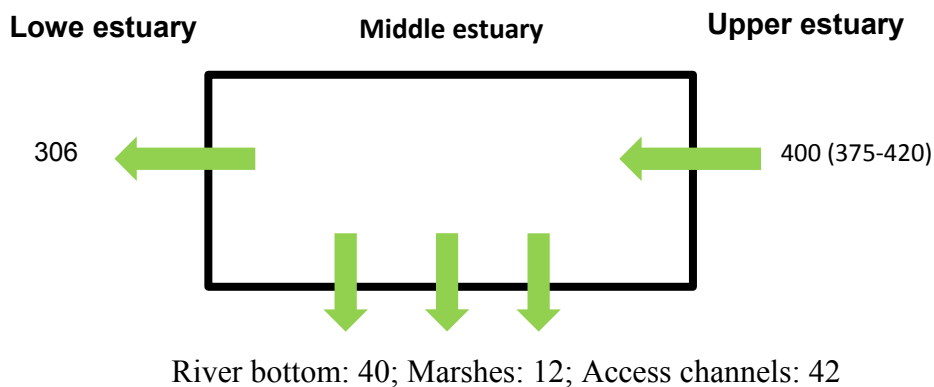 Lowe estuary
Middle estuary
Upper estuary
306
400 (375-420)
River bottom: 40; Marshes: 12; Access channels: 42